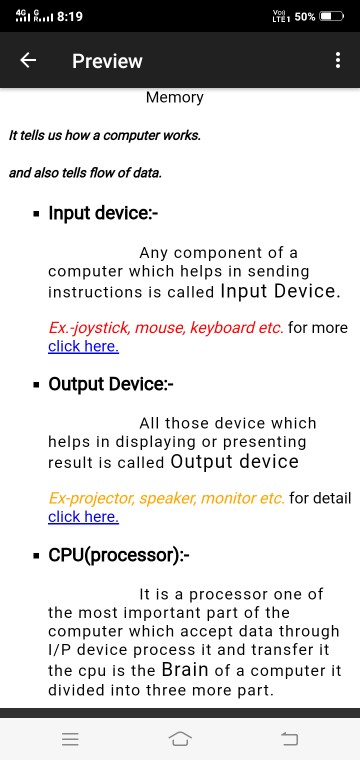 4G G R 8:19 Vo) LTE1 50%
Preview
Memory
It tells us how a computer works.
and also tells flow of data.
▪ Input device:-
Any component of a
computer which helps in sending
instructions is called Input Device.
Ex.-joystick, mouse, keyboard etc. for more
click here.
▪ Output Device:-
All those device which
helps in displaying or presenting
result is called Output device
Ex-projector, speaker, monitor etc. for detail
click here.
▪ CPU(processor):-
It is a processor one of
the most important part of the
computer which accept data through
I/P device process it and transfer it
the cpu is the Brain of a computer it
divided into three more part.